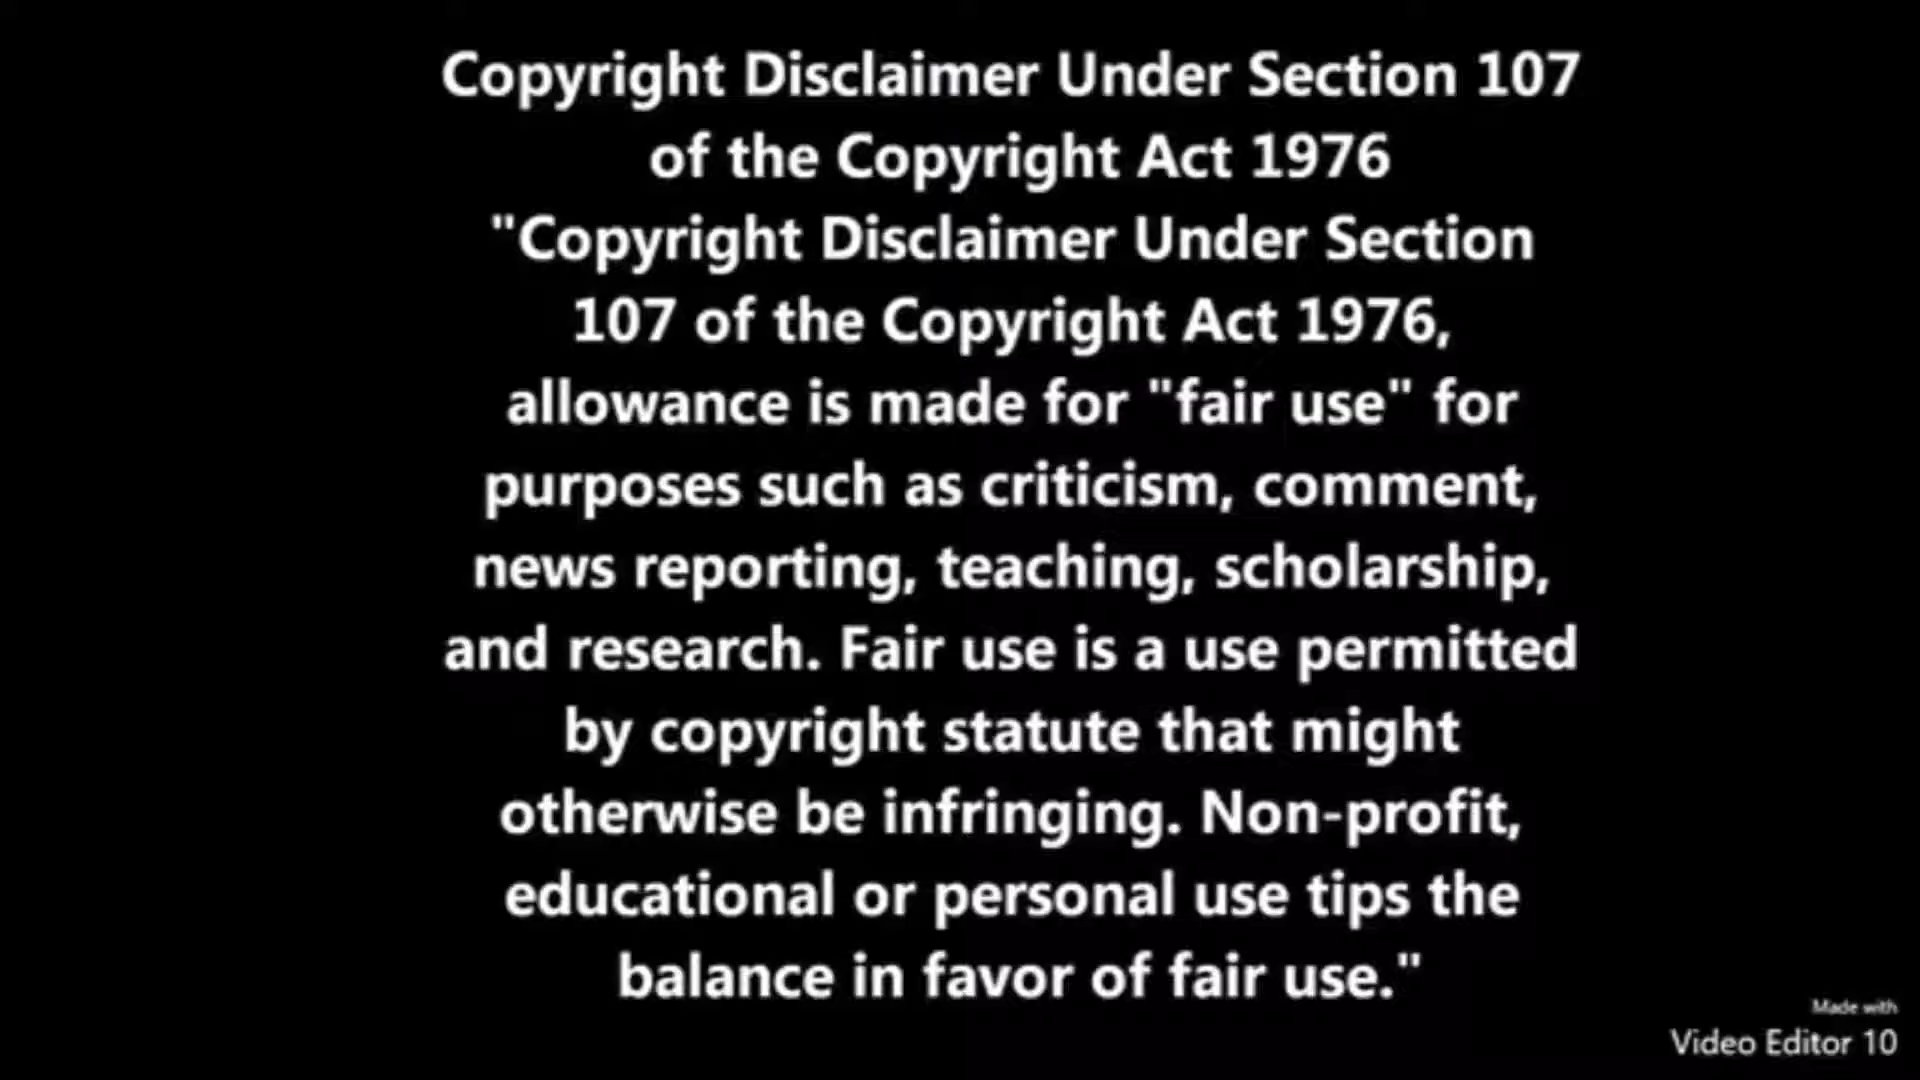 Copyright Disclaimer Under Section 107
of the Copyright Act 1976
"Copyright Disclaimer Under Section
107 of the Copyright Act 1976,
allowance is made for "fair use" for
purposes such as criticism, comment,
news reporting, teaching, scholarship,
and research. Fair use is a use permitted
by copyright statute that might
otherwise be infringing. Non-profit,
educational or personal use tips the
balance in favor of fair use."
Made with
Video Editor 10